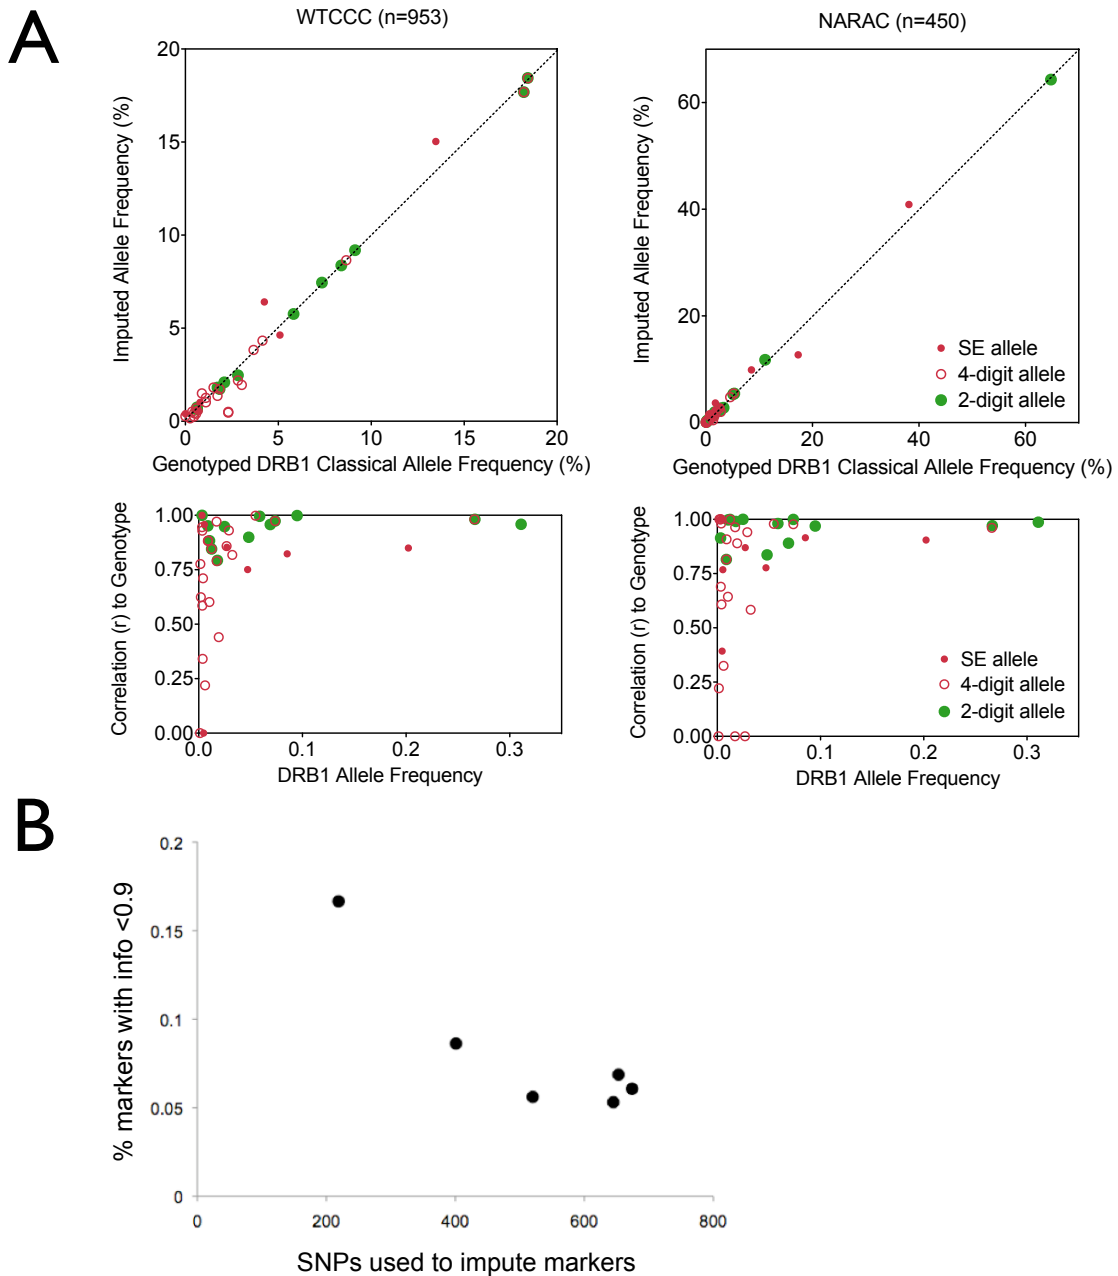 A
WTCCC (n=953)
NARAC (n=450)
Imputed Allele Frequency (%)
20
15
10
5
0
0 5 10 15 20
Genotyped DRB1 Classical Allele Frequency (%)
Imputed Allele Frequency (%)
60
40
20
0
0 20 40 60
Genotyped DRB1 Classical Allele Frequency (%)
SE allele
4-digit allele
2-digit allele
Correlation (r) to Genotype
1.00
0.75
0.50
0.25
0.00
0.0 0.1 0.2 0.3
DRB1 Allele Frequency
Correlation (r) to Genotype
1.00
0.75
0.50
0.25
0.00
0.0 0.1 0.2 0.3
DRB1 Allele Frequency
SE allele
4-digit allele
2-digit allele
B
% markers with info <0.9
0.2
0.15
0.1
0.05
0
0 200 400 600 800
SNPs used to impute markers